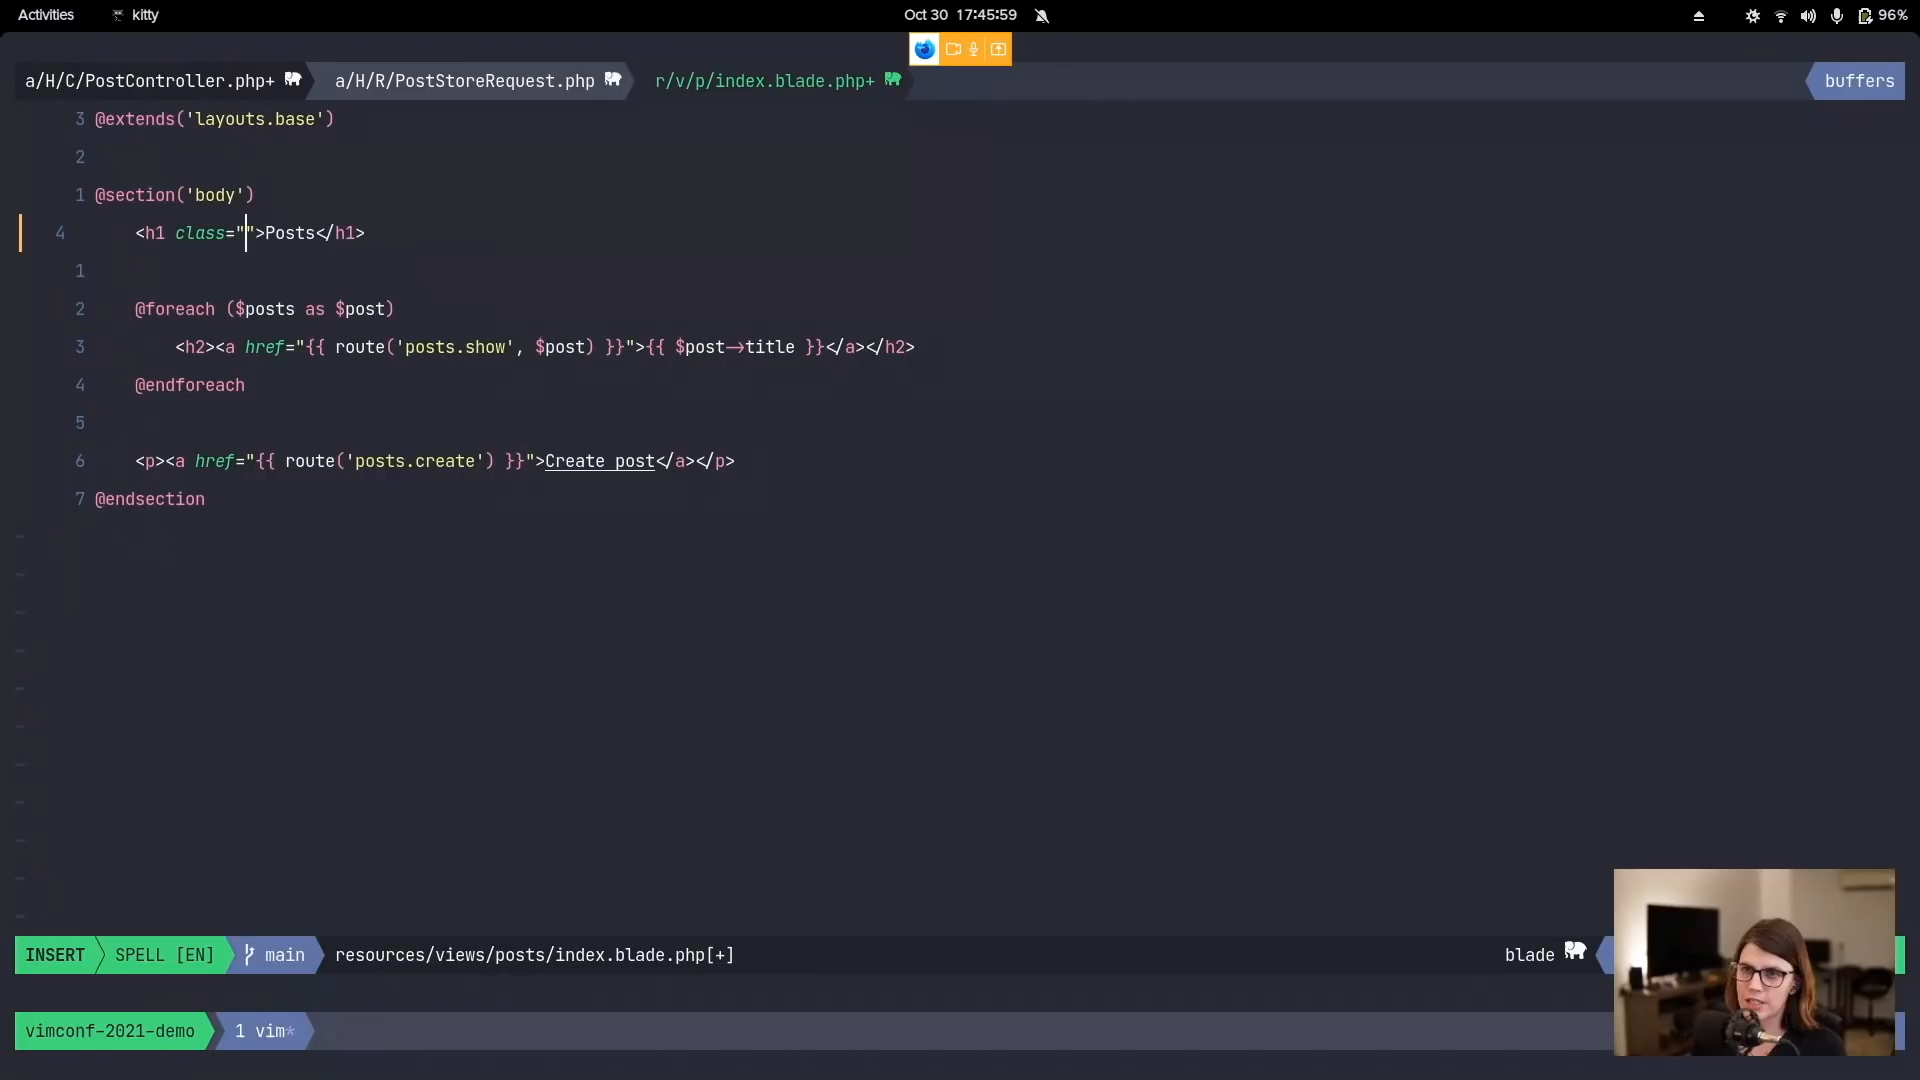 Activities kitty Oct 30 17:45:59 96%
a/H/C/PostController.php+ a/H/R/PostStoreRequest.php r/v/p/index.blade.php+ buffers
3 @extends('layouts.base')
2
1 @section('body')
4 <h1 class="">Posts</h1>
1
2 @foreach ($posts as $post)
3 <h2><a href="{{ route('posts.show', $post) }}">{{ $post->title }}</a></h2>
4 @endforeach
5
6 <p><a href="{{ route('posts.create') }}">Create post</a></p>
7 @endsection
~
~
~
~
~
~
~
~
~
~
~
INSERT SPELL [EN] main resources/views/posts/index.blade.php[+] blade
vimconf-2021-demo 1 vim*